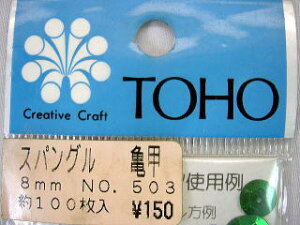 TOHO
Creative Craft
スパングル 亀甲
8mm NO. 503
約100枚入 ¥150
使用例
方例